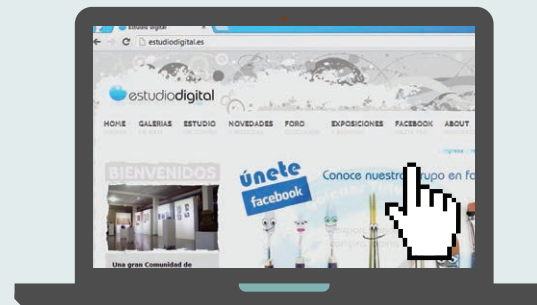 estudio digital
estudiodigital.es
estudiodigital
HOME GALERIAS ESTUDIO NOVEDADES FORO EXPOSICIONES FACEBOOK ABOUT
BIENVENIDOS
únete
facebook
Conoce nuestro grupo en fa
Una gran Comunidad de